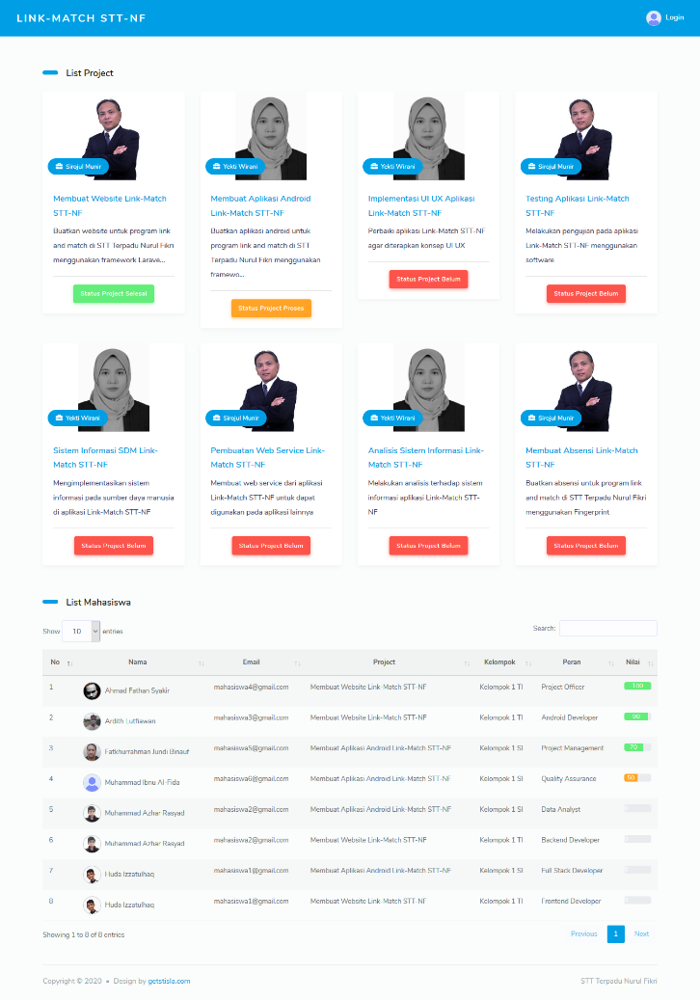 LINK-MATCH STT-NF
Login
List Project
Sirojul Munir
Membuat Website Link-Match
STT-NF
Buatkan website untuk program link
and match di STT Terpadu Nurul Fikri
menggunakan framework Larave...
Status Project Selesai
Yekti Wirani
Membuat Aplikasi Android
Link-Match STT-NF
Buatkan aplikasi android untuk
program link and match di STT
Terpadu Nurul Fikri menggunakan
framewo...
Status Project Proses
Yekti Wirani
Implementasi UI UX Aplikasi
Link-Match STT-NF
Perbaiki aplikasi Link-Match STT-NF
agar diterapkan konsep UI UX
Status Project Belum
Sirojul Munir
Testing Aplikasi Link-Match
STT-NF
Melakukan pengujian pada aplikasi
Link-Match STT-NF menggunakan
software
Status Project Belum
Yekti Wirani
Sistem Informasi SDM Link-
Match STT-NF
Mengimplementasikan sistem
informasi pada sumber daya manusia
di aplikasi Link-Match STT-NF
Status Project Belum
Sirojul Munir
Pembuatan Web Service Link-
Match STT-NF
Membuat web service dari aplikasi
Link-Match STT-NF untuk dapat
digunakan pada aplikasi lainnya
Status Project Belum
Yekti Wirani
Analisis Sistem Informasi Link-
Match STT-NF
Melakukan analisis terhadap sistem
informasi aplikasi Link-Match STT-
NF
Status Project Belum
Sirojul Munir
Membuat Absensi Link-Match
STT-NF
Buatkan absensi untuk program link
and match di STT Terpadu Nurul Fikri
menggunakan Fingerprint
Status Project Belum
List Mahasiswa
Show 10 entries Search:
No Nama Email Project Kelompok Peran Nilai
1 Ahmad Fathan Syakir mahasiswa4@gmail.com Membuat Website Link-Match STT-NF Kelompok 1 TI Project Officer 100
2 Ardith Lutfiawan mahasiswa3@gmail.com Membuat Website Link-Match STT-NF Kelompok 1 TI Android Developer 90
3 Fatkhurrahman Jundi Binauf mahasiswa5@gmail.com Membuat Aplikasi Android Link-Match STT-NF Kelompok 1 SI Project Management 70
4 Muhammad Ibnu Al-Fida mahasiswa6@gmail.com Membuat Aplikasi Android Link-Match STT-NF Kelompok 1 SI Quality Assurance 50
5 Muhammad Azhar Rasyad mahasiswa2@gmail.com Membuat Aplikasi Android Link-Match STT-NF Kelompok 1 SI Data Analyst
6 Muhammad Azhar Rasyad mahasiswa2@gmail.com Membuat Website Link-Match STT-NF Kelompok 1 TI Backend Developer
7 Huda Izzatulhaq mahasiswa1@gmail.com Membuat Aplikasi Android Link-Match STT-NF Kelompok 1 SI Full Stack Developer
8 Huda Izzatulhaq mahasiswa1@gmail.com Membuat Website Link-Match STT-NF Kelompok 1 TI Frontend Developer
Showing 1 to 8 of 8 entries Previous 1 Next
Copyright © 2020 • Design by getstisla.com STT Terpadu Nurul Fikri